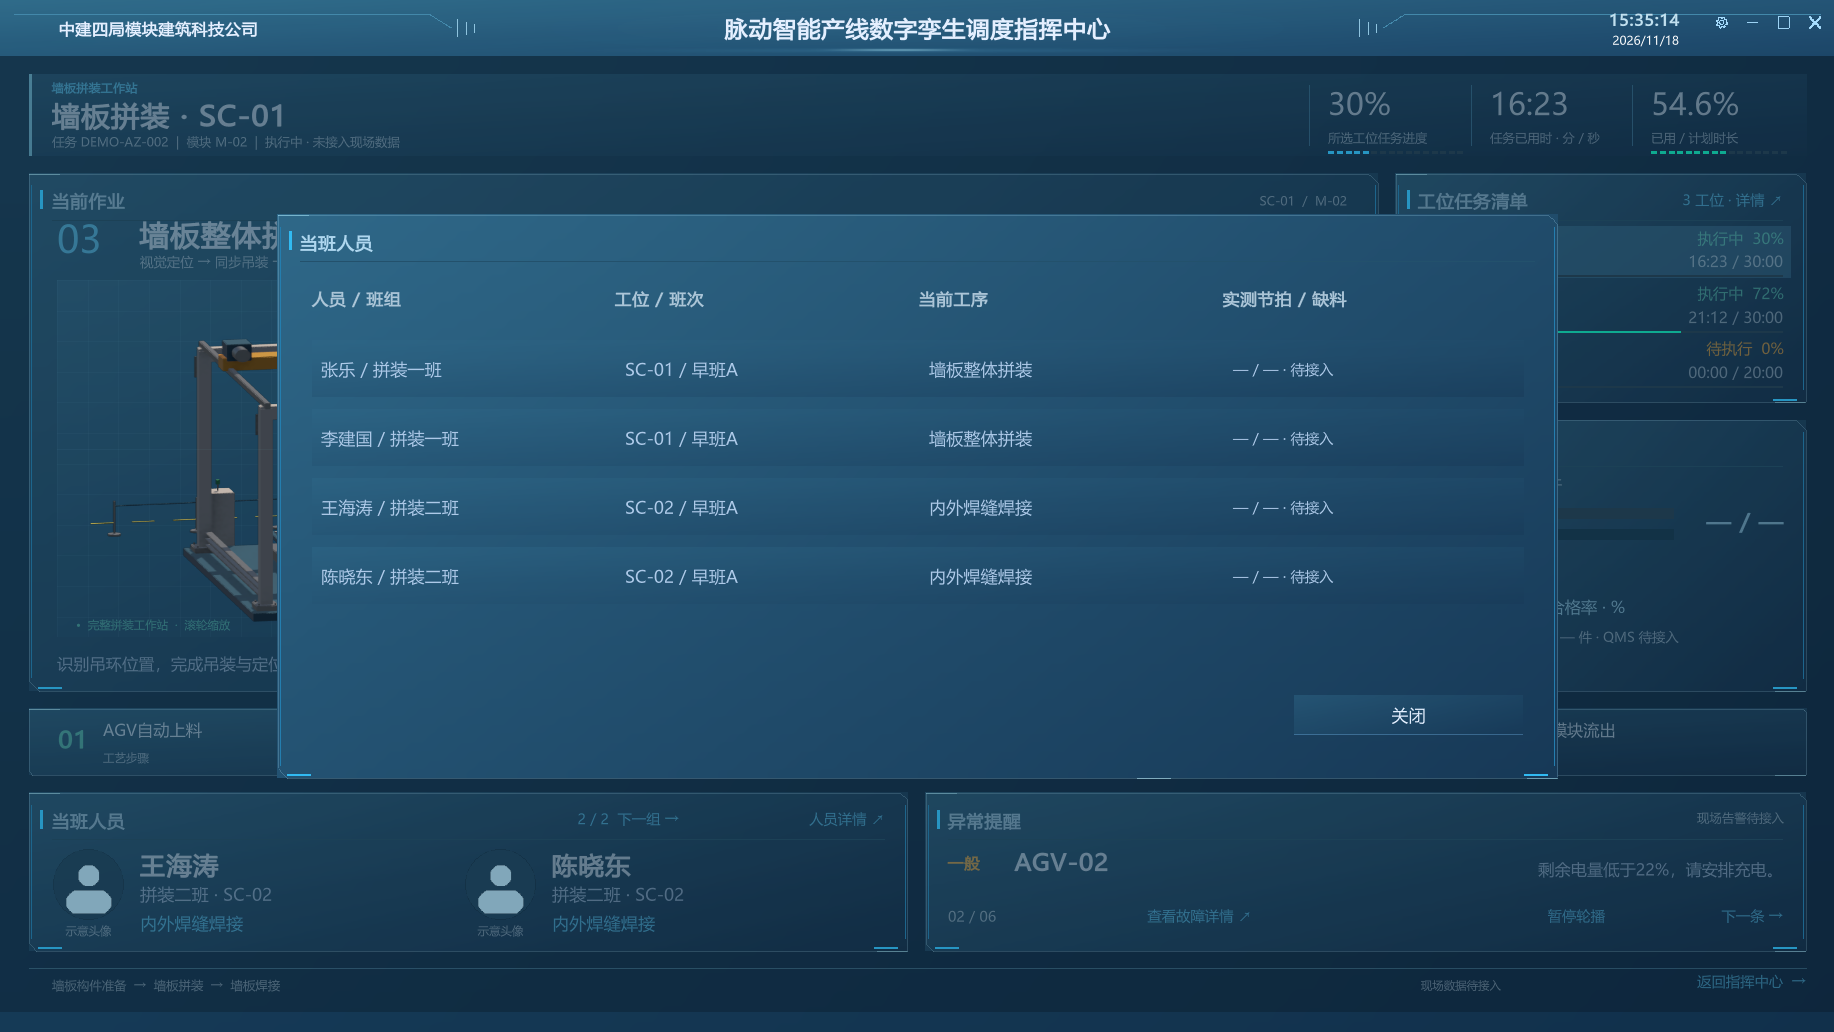 中建四局模块建筑科技公司
脉动智能产线数字孪生调度指挥中心
15:35:14
2026/11/18
墙板拼装工作站
墙板拼装 · SC-01
任务 DEMO-AZ-002 | 模块 M-02 | 执行中 · 未接入现场数据
30%
所选工位任务进度
16:23
任务已用时 · 分 / 秒
54.6%
已用 / 计划时长
当前作业
SC-01 / M-02
03
墙板整体拼
视觉定位 → 同步吊装
• 完整拼装工作站 · 滚轮缩放
识别吊环位置，完成吊装与定位
工位任务清单
3 工位 · 详情 ↗
执行中 30%
16:23 / 30:00
执行中 72%
21:12 / 30:00
待执行 0%
00:00 / 20:00
当班人员
人员 / 班组
工位 / 班次
当前工序
实测节拍 / 缺料
张乐 / 拼装一班
SC-01 / 早班A
墙板整体拼装
— / — · 待接入
李建国 / 拼装一班
SC-01 / 早班A
墙板整体拼装
— / — · 待接入
王海涛 / 拼装二班
SC-02 / 早班A
内外焊缝焊接
— / — · 待接入
陈晓东 / 拼装二班
SC-02 / 早班A
内外焊缝焊接
— / — · 待接入
关闭
— / —
合格率 · %
— 件 · QMS 待接入
01
AGV自动上料
工艺步骤
模块流出
当班人员
2 / 2 下一组 →
人员详情 ↗
王海涛
拼装二班 · SC-02
内外焊缝焊接
示意头像
陈晓东
拼装二班 · SC-02
内外焊缝焊接
示意头像
异常提醒
现场告警待接入
一般
AGV-02
剩余电量低于22%，请安排充电。
02 / 06
查看故障详情 ↗
暂停轮播
下一条 →
墙板构件准备 → 墙板拼装 → 墙板焊接
现场数据待接入
返回指挥中心 →